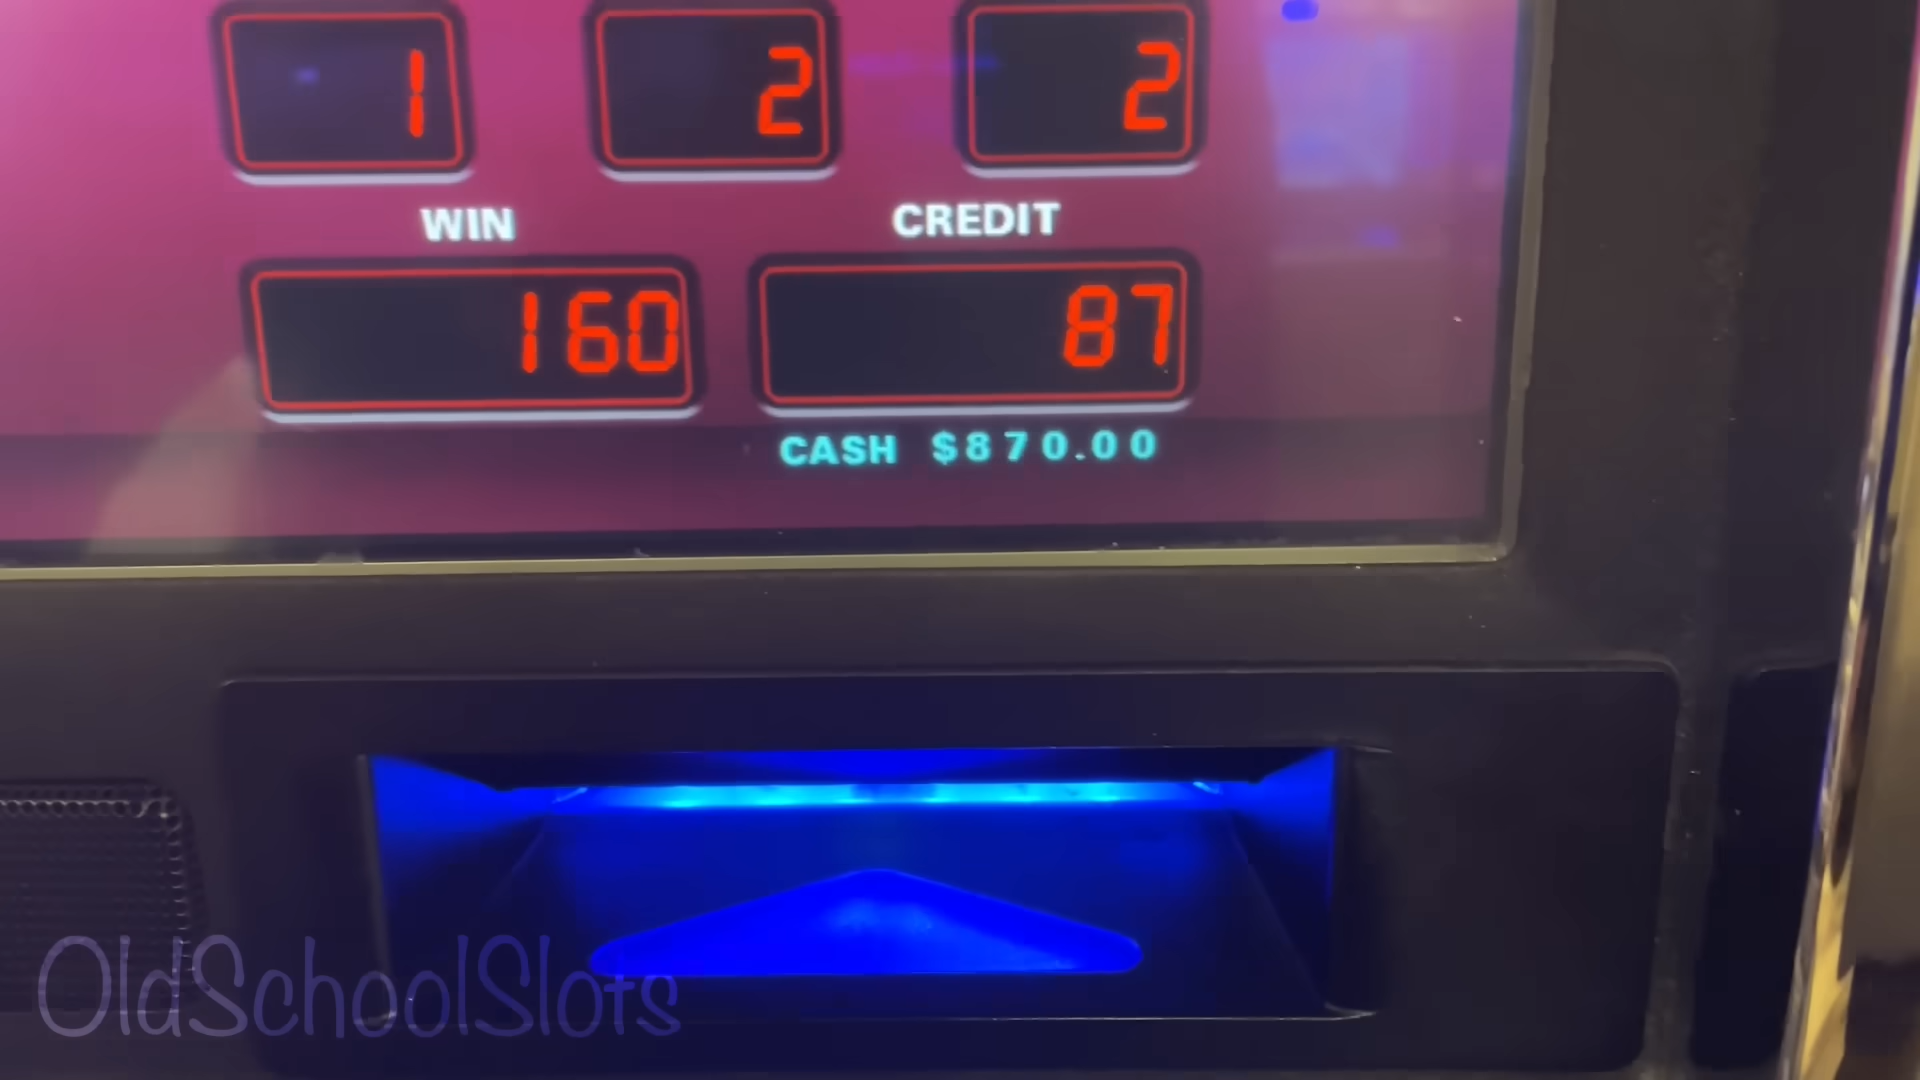 1 2 2
WIN CREDIT
160 87
CASH $870.00
OldSchoolSlots